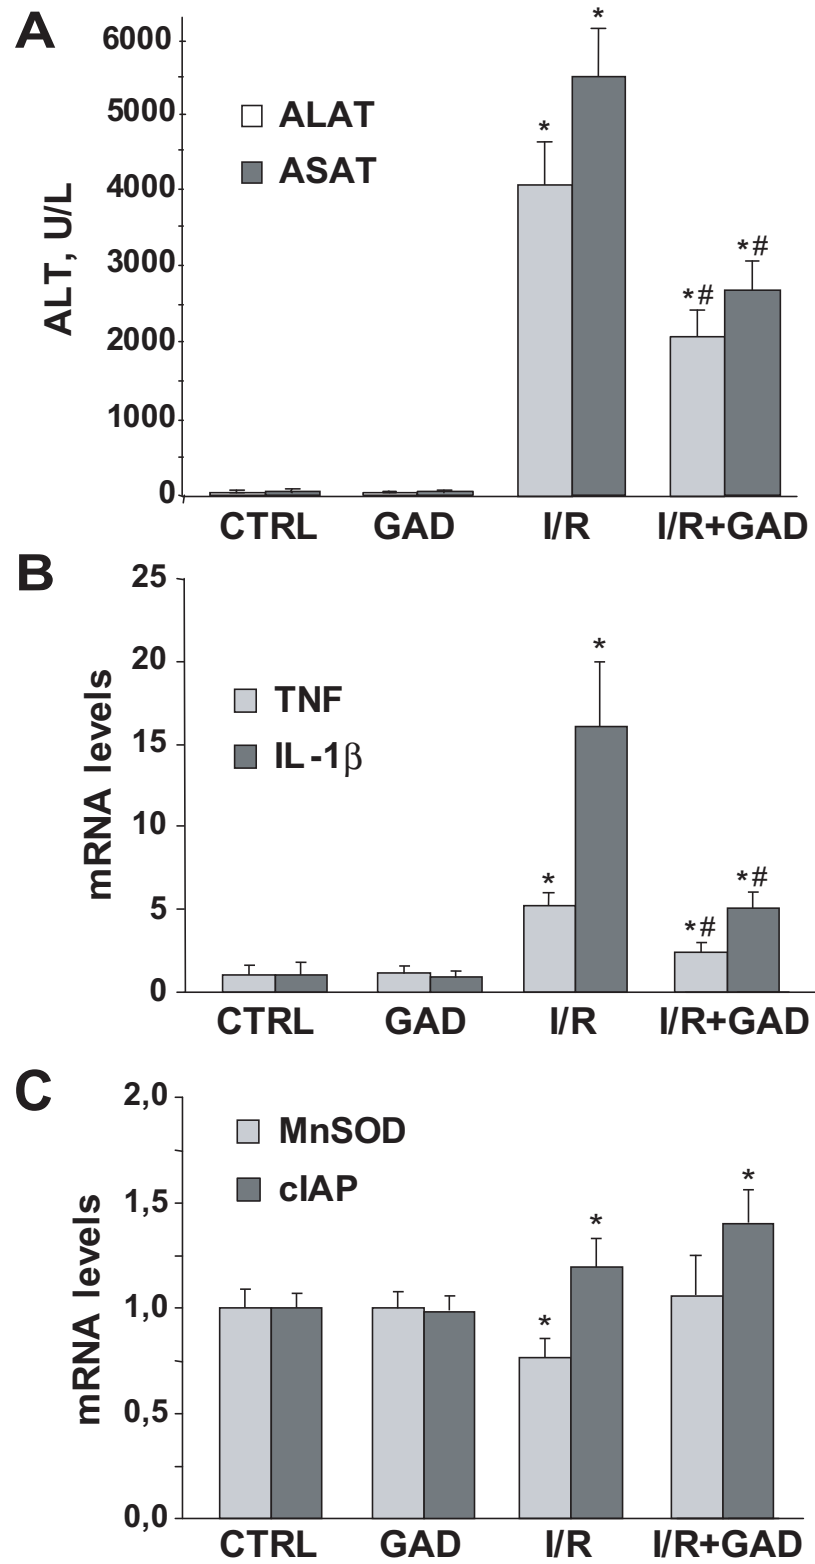 A
6000
5000
4000
3000
2000
1000
0
ALT, U/L
ALAT
ASAT
*
*
*#
*#
CTRL GAD I/R I/R+GAD
B
25
20
15
10
5
0
mRNA levels
TNF
IL-1β
*
*
*#
*#
CTRL GAD I/R I/R+GAD
C
2,0
1,5
1,0
0,5
0,0
mRNA levels
MnSOD
cIAP
*
*
*
CTRL GAD I/R I/R+GAD